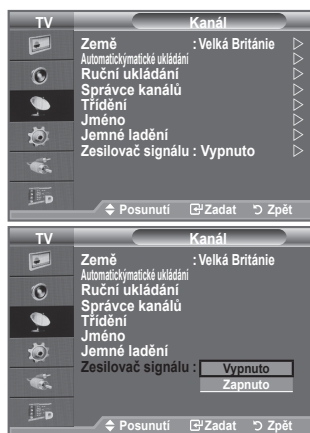 TV Kanál
Země : Velká Británie
Automatickýmatické ukládání
Ruční ukládání
Správce kanálů
Třídění
Jméno
Jemné ladění
Zesilovač signálu : Vypnuto
Posunutí Zadat Zpět
TV Kanál
Země : Velká Británie
Automatickýmatické ukládání
Ruční ukládání
Správce kanálů
Třídění
Jméno
Jemné ladění
Zesilovač signálu : Vypnuto
Zapnuto
Posunutí Zadat Zpět